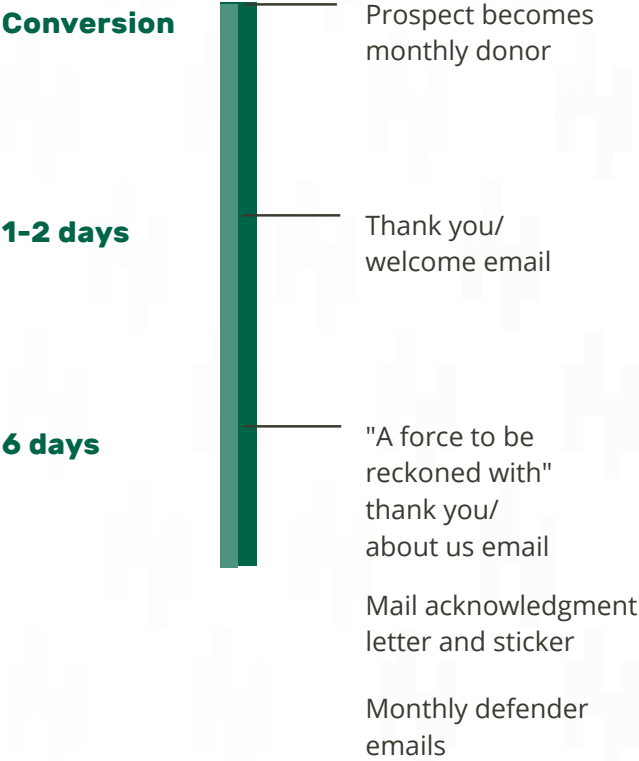 Conversion
Prospect becomes
monthly donor
1-2 days
Thank you/
welcome email
6 days
"A force to be
reckoned with"
thank you/
about us email
Mail acknowledgment
letter and sticker
Monthly defender
emails